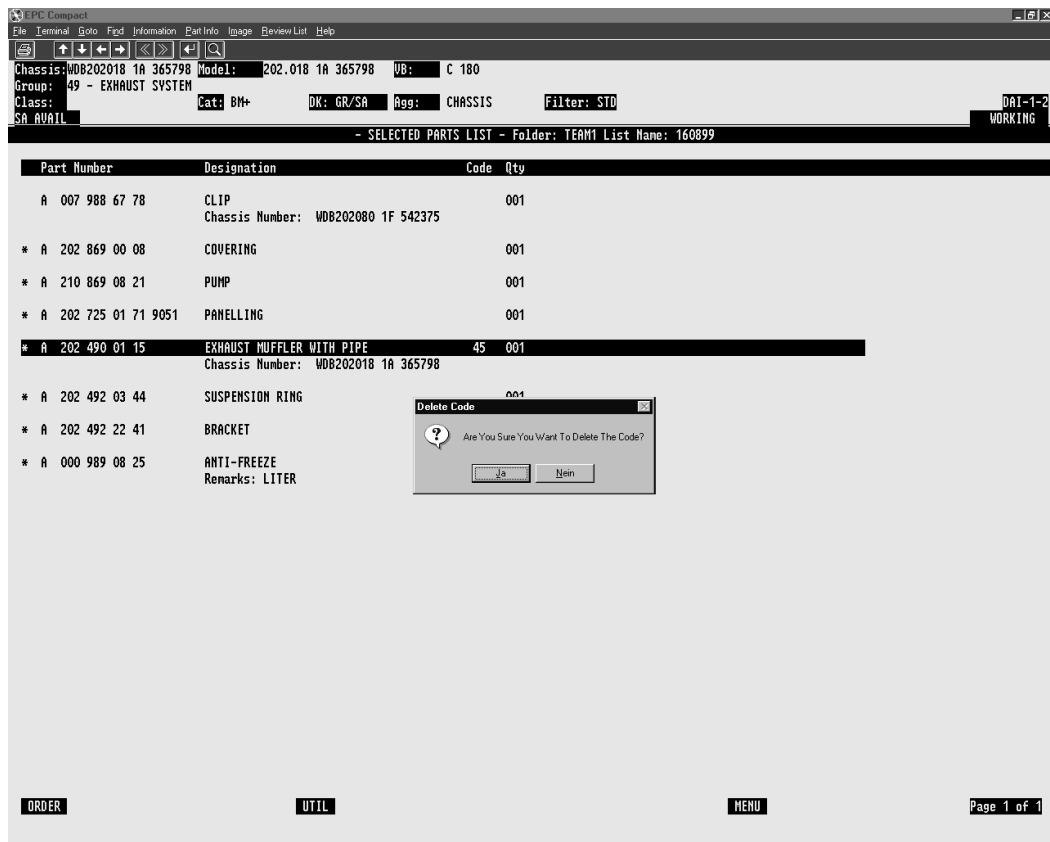 EPC Compact
File Terminal Goto Find Information Part Info Image Review List Help
Chassis: WDB202018 1A 365798 Model: 202.018 1A 365798 VB: C 180
Group: 49 - EXHAUST SYSTEM
Class: Cat: BM+ DK: GR/SA Agg: CHASSIS Filter: STD DAI-1-2
SA AVAIL WORKING
- SELECTED PARTS LIST - Folder: TEAM1 List Name: 160899
Part Number Designation Code Qty
A 007 988 67 78 CLIP 001
Chassis Number: WDB202080 1F 542375
* A 202 869 00 08 COVERING 001
* A 210 869 08 21 PUMP 001
* A 202 725 01 71 9051 PANELLING 001
* A 202 490 01 15 EXHAUST MUFFLER WITH PIPE 45 001
Chassis Number: WDB202018 1A 365798
* A 202 492 03 44 SUSPENSION RING 001
* A 202 492 22 41 BRACKET
* A 000 989 08 25 ANTI-FREEZE
Remarks: LITER
Delete Code
Are You Sure You Want To Delete The Code?
Ja Nein
ORDER UTIL MENU Page 1 of 1